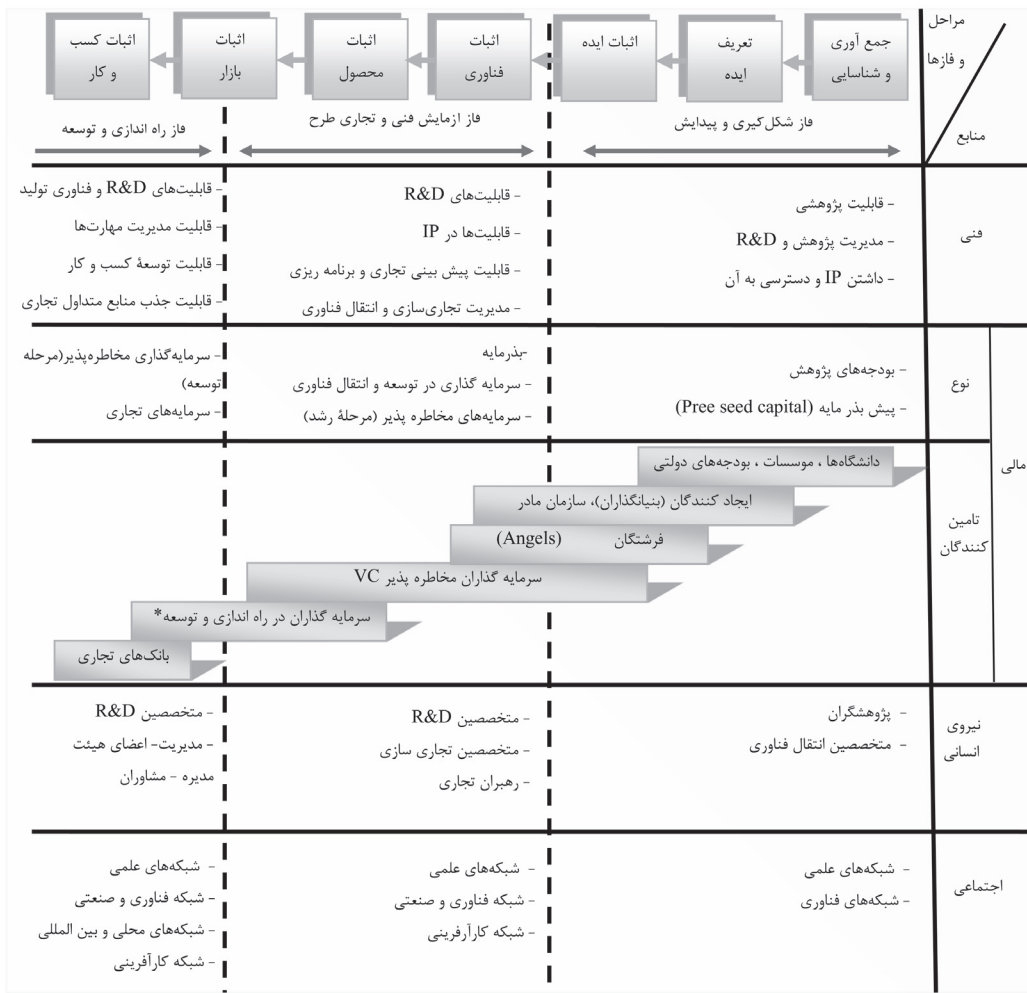 مراحل
و فازها
منابع
جمع آوری
و شناسایی
تعریف
ایده
اثبات ایده
اثبات
فناوری
اثبات
محصول
اثبات
بازار
اثبات کسب
و کار
فاز شکل‌گیری و پیدایش
فاز ازمایش فنی و تجاری طرح
فاز راه اندازی و توسعه
فنی
- قابلیت پژوهشی
- مدیریت پژوهش و R&D
- داشتن IP و دسترسی به آن
- قابلیت‌های R&D
- قابلیت‌ها در IP
- قابلیت پیش بینی تجاری و برنامه ریزی
- مدیریت تجاری‌سازی و انتقال فناوری
- قابلیت‌های R&D و فناوری تولید
- قابلیت مدیریت مهارت‌ها
- قابلیت توسعهٔ کسب و کار
- قابلیت جذب منابع متداول تجاری
مالی
نوع
- بودجه‌های پژوهش
- پیش بذر مایه (Pree seed capital)
-بذرمایه
- سرمایه گذاری در توسعه و انتقال فناوری
- سرمایه‌های مخاطره پذیر (مرحلهٔ رشد)
- سرمایه‌گذاری مخاطره‌پذیر(مرحله
توسعه)
- سرمایه‌های تجاری
تامین
کنندگان
دانشگاه‌ها ، موسسات ، بودجه‌های دولتی
ایجاد کنندگان (بنیانگذاران)، سازمان مادر
فرشتگان (Angels)
سرمایه گذاران مخاطره پذیر VC
سرمایه گذاران در راه اندازی و توسعه*
بانک‌های تجاری
نیروی
انسانی
- پژوهشگران
- متخصصین انتقال فناوری
- متخصصین R&D
- متخصصین تجاری سازی
- رهبران تجاری
- متخصصین R&D
- مدیریت- اعضای هیئت
مدیره - مشاوران
اجتماعی
- شبکه‌های علمی
- شبکه‌های فناوری
- شبکه‌های علمی
- شبکه فناوری و صنعتی
- شبکه کارآرفرینی
- شبکه‌های علمی
- شبکه فناوری و صنعتی
- شبکه‌های محلی و بین المللی
- شبکه کارآفرینی